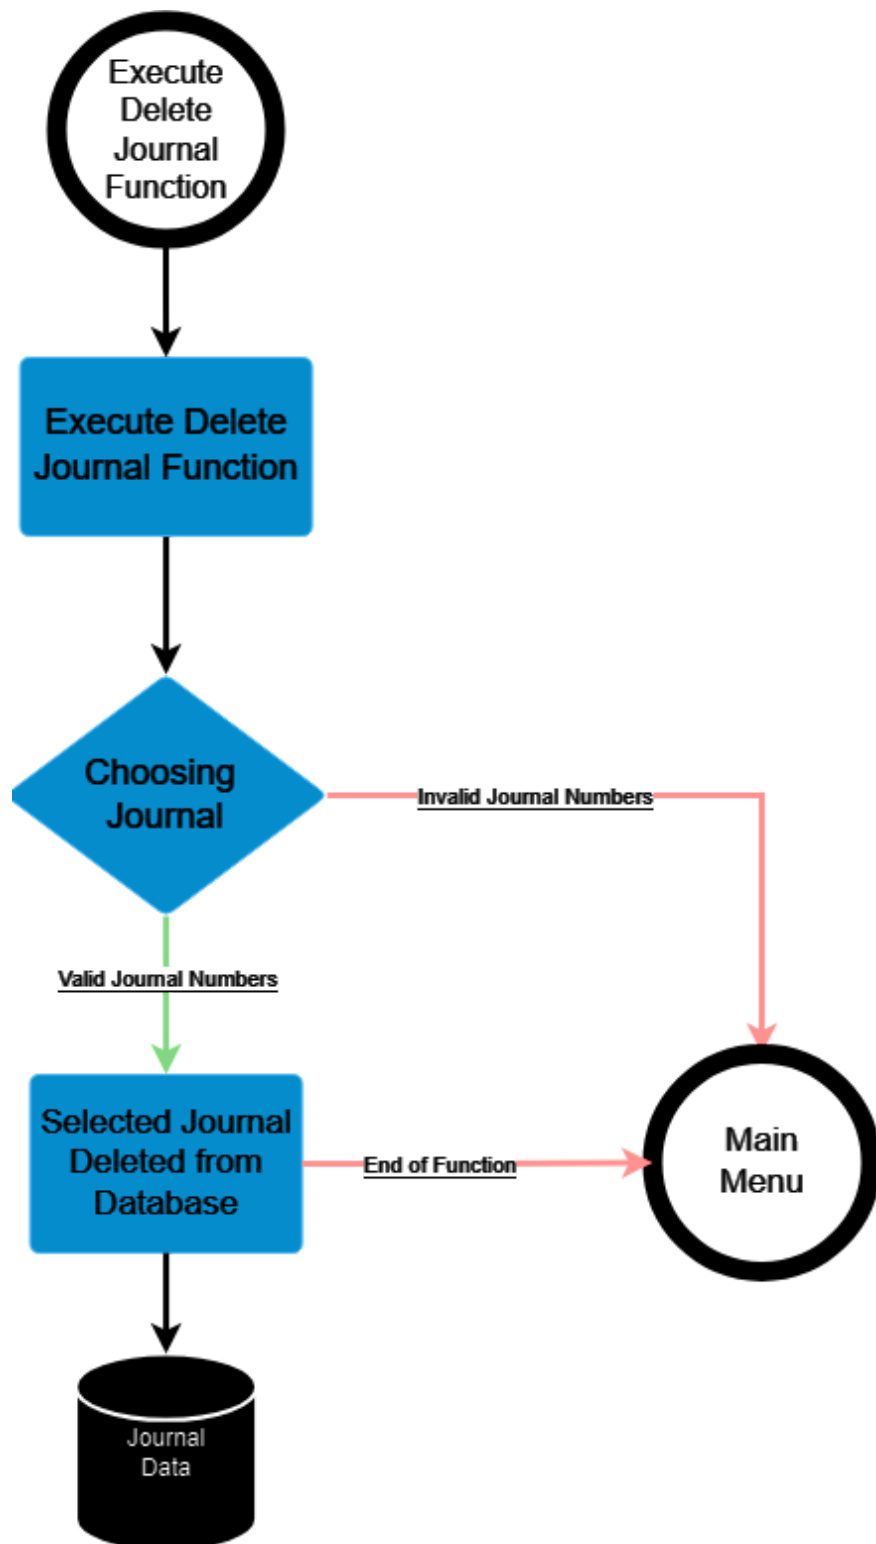 Execute
Delete
Journal
Function
Execute Delete
Journal Function
Choosing
Journal
Invalid Journal Numbers
Valid Journal Numbers
Selected Journal
Deleted from
Database
End of Function
Main
Menu
Journal
Data